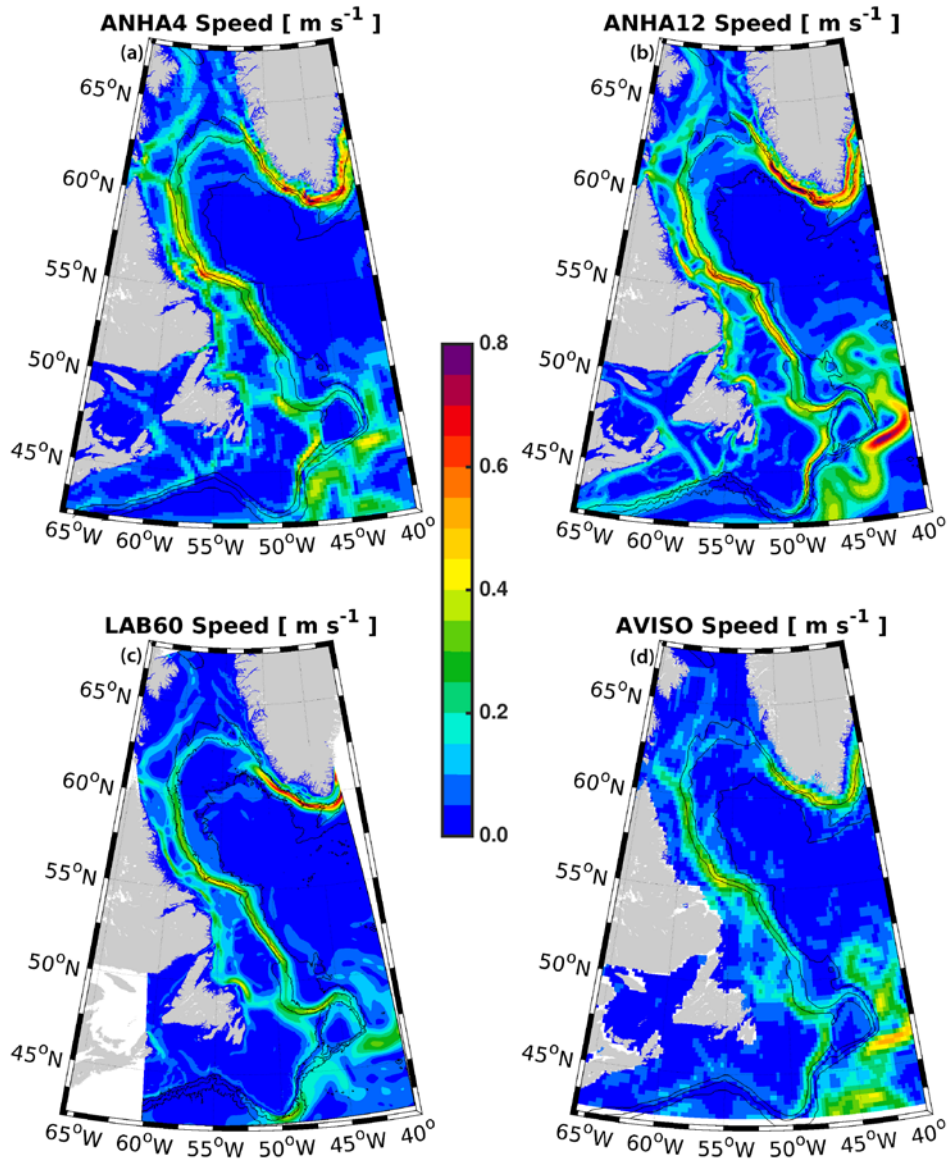 ANHA4 Speed [ m s⁻¹ ]
(a)
65°N
60°N
55°N
50°N
45°N
65°W 60°W 55°W 50°W 45°W 40°
ANHA12 Speed [ m s⁻¹ ]
(b)
65°N
60°N
55°N
50°N
45°N
65°W 60°W 55°W 50°W 45°W 40°
0.8
0.6
0.4
0.2
0.0
LAB60 Speed [ m s⁻¹ ]
(c)
65°N
60°N
55°N
50°N
45°N
65°W 60°W 55°W 50°W 45°W 40°
AVISO Speed [ m s⁻¹ ]
(d)
65°N
60°N
55°N
50°N
45°N
65°W 60°W 55°W 50°W 45°W 40°